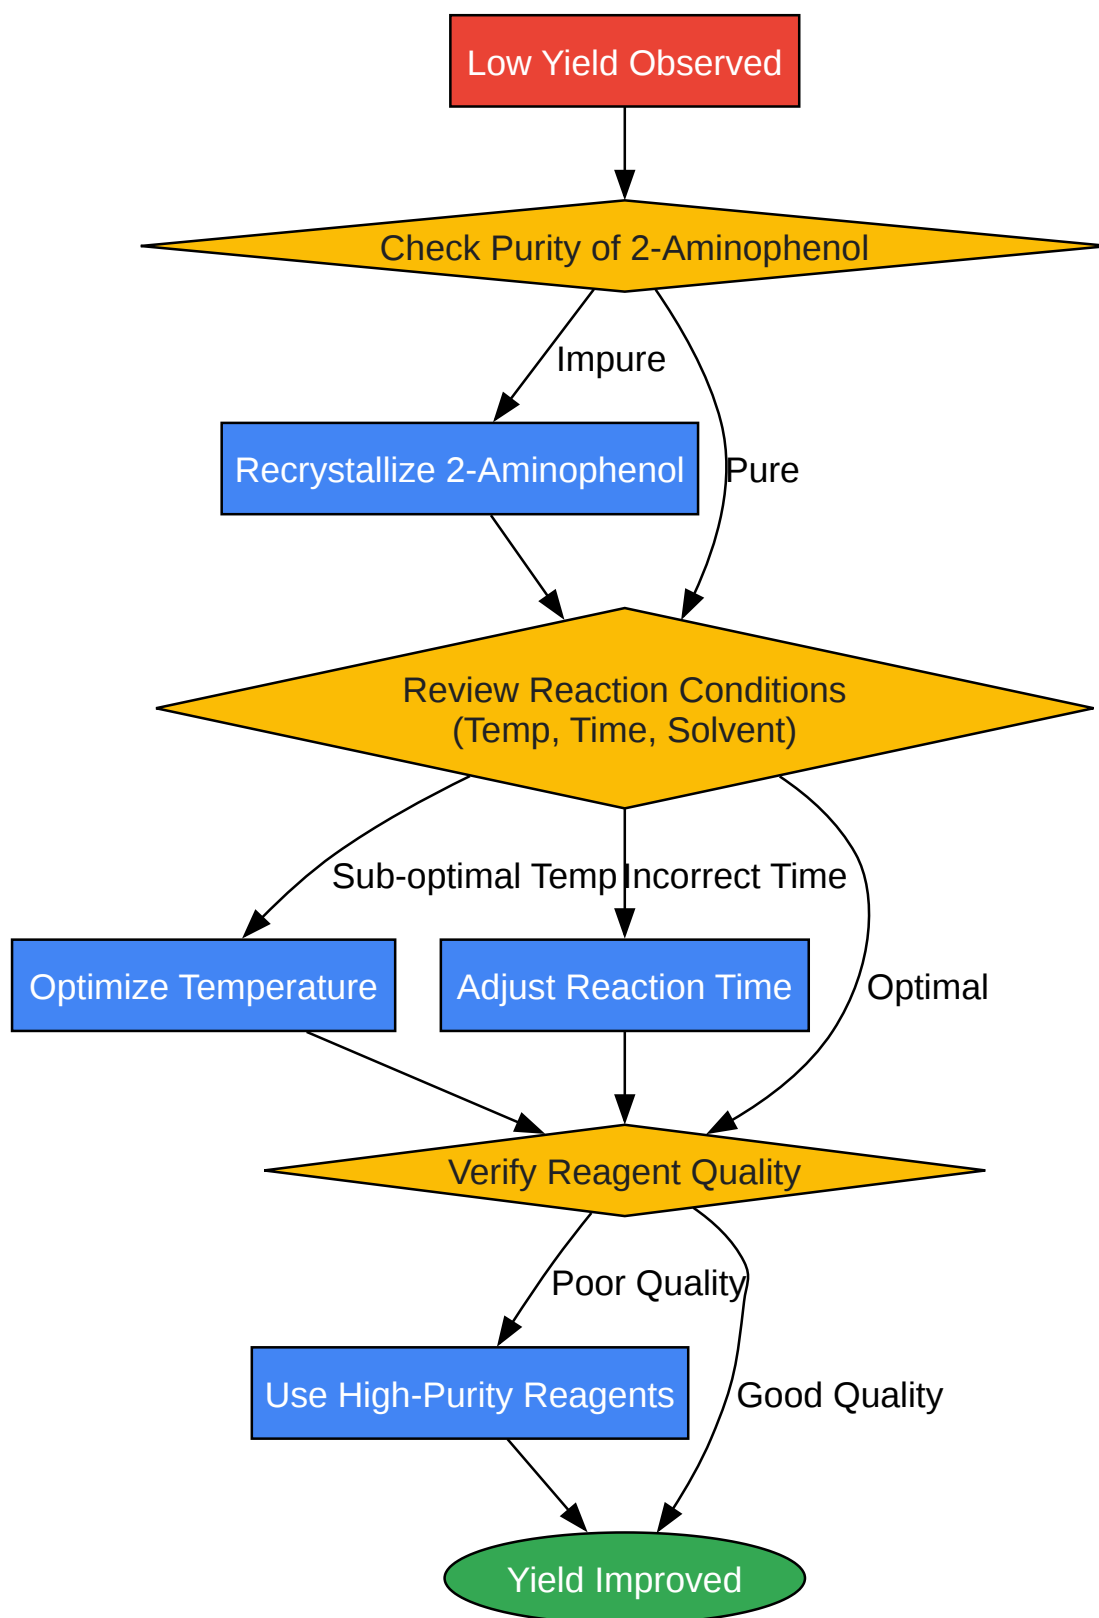 Low Yield Observed
Check Purity of 2-Aminophenol
Impure
Recrystallize 2-Aminophenol
Pure
Review Reaction Conditions
(Temp, Time, Solvent)
Sub-optimal Temp
Incorrect Time
Optimize Temperature
Adjust Reaction Time
Optimal
Verify Reagent Quality
Poor Quality
Use High-Purity Reagents
Good Quality
Yield Improved